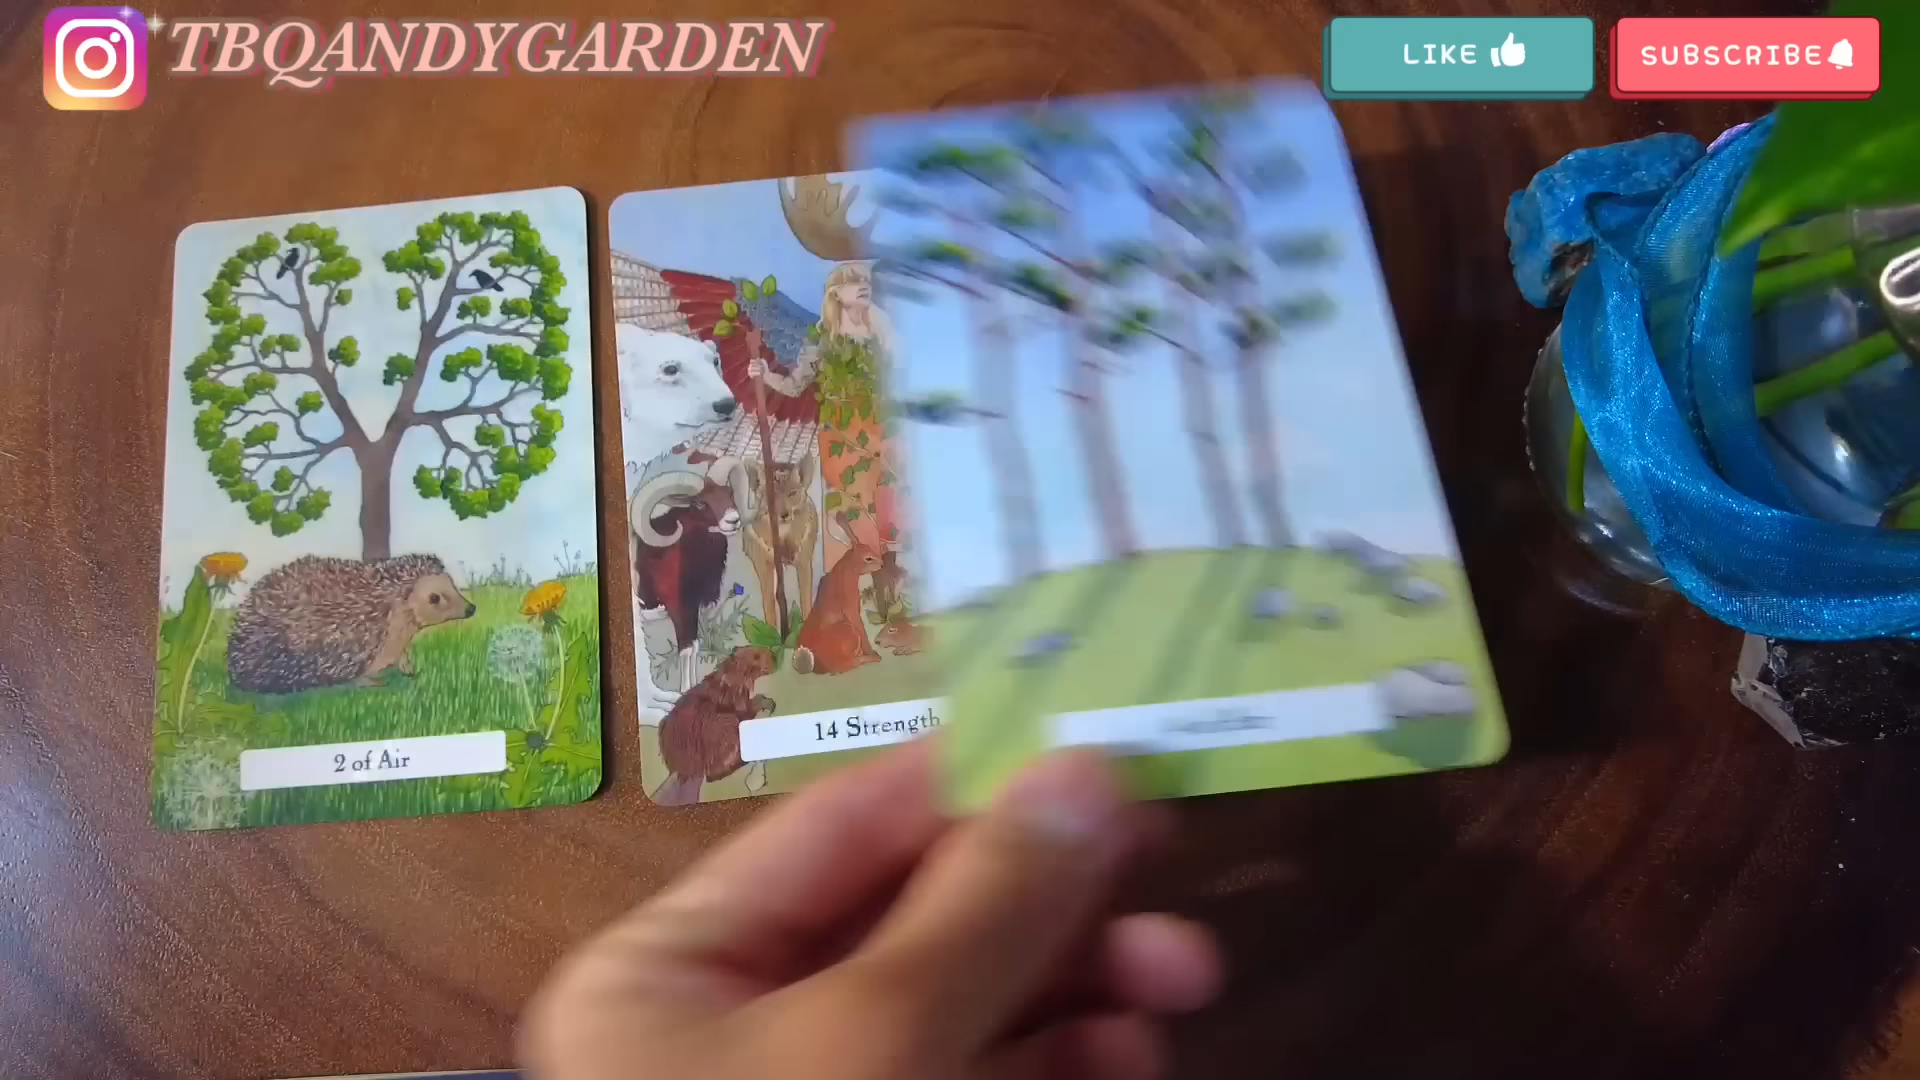 TBQANDYGARDEN
LIKE
SUBSCRIBE
2 of Air
14 Strength